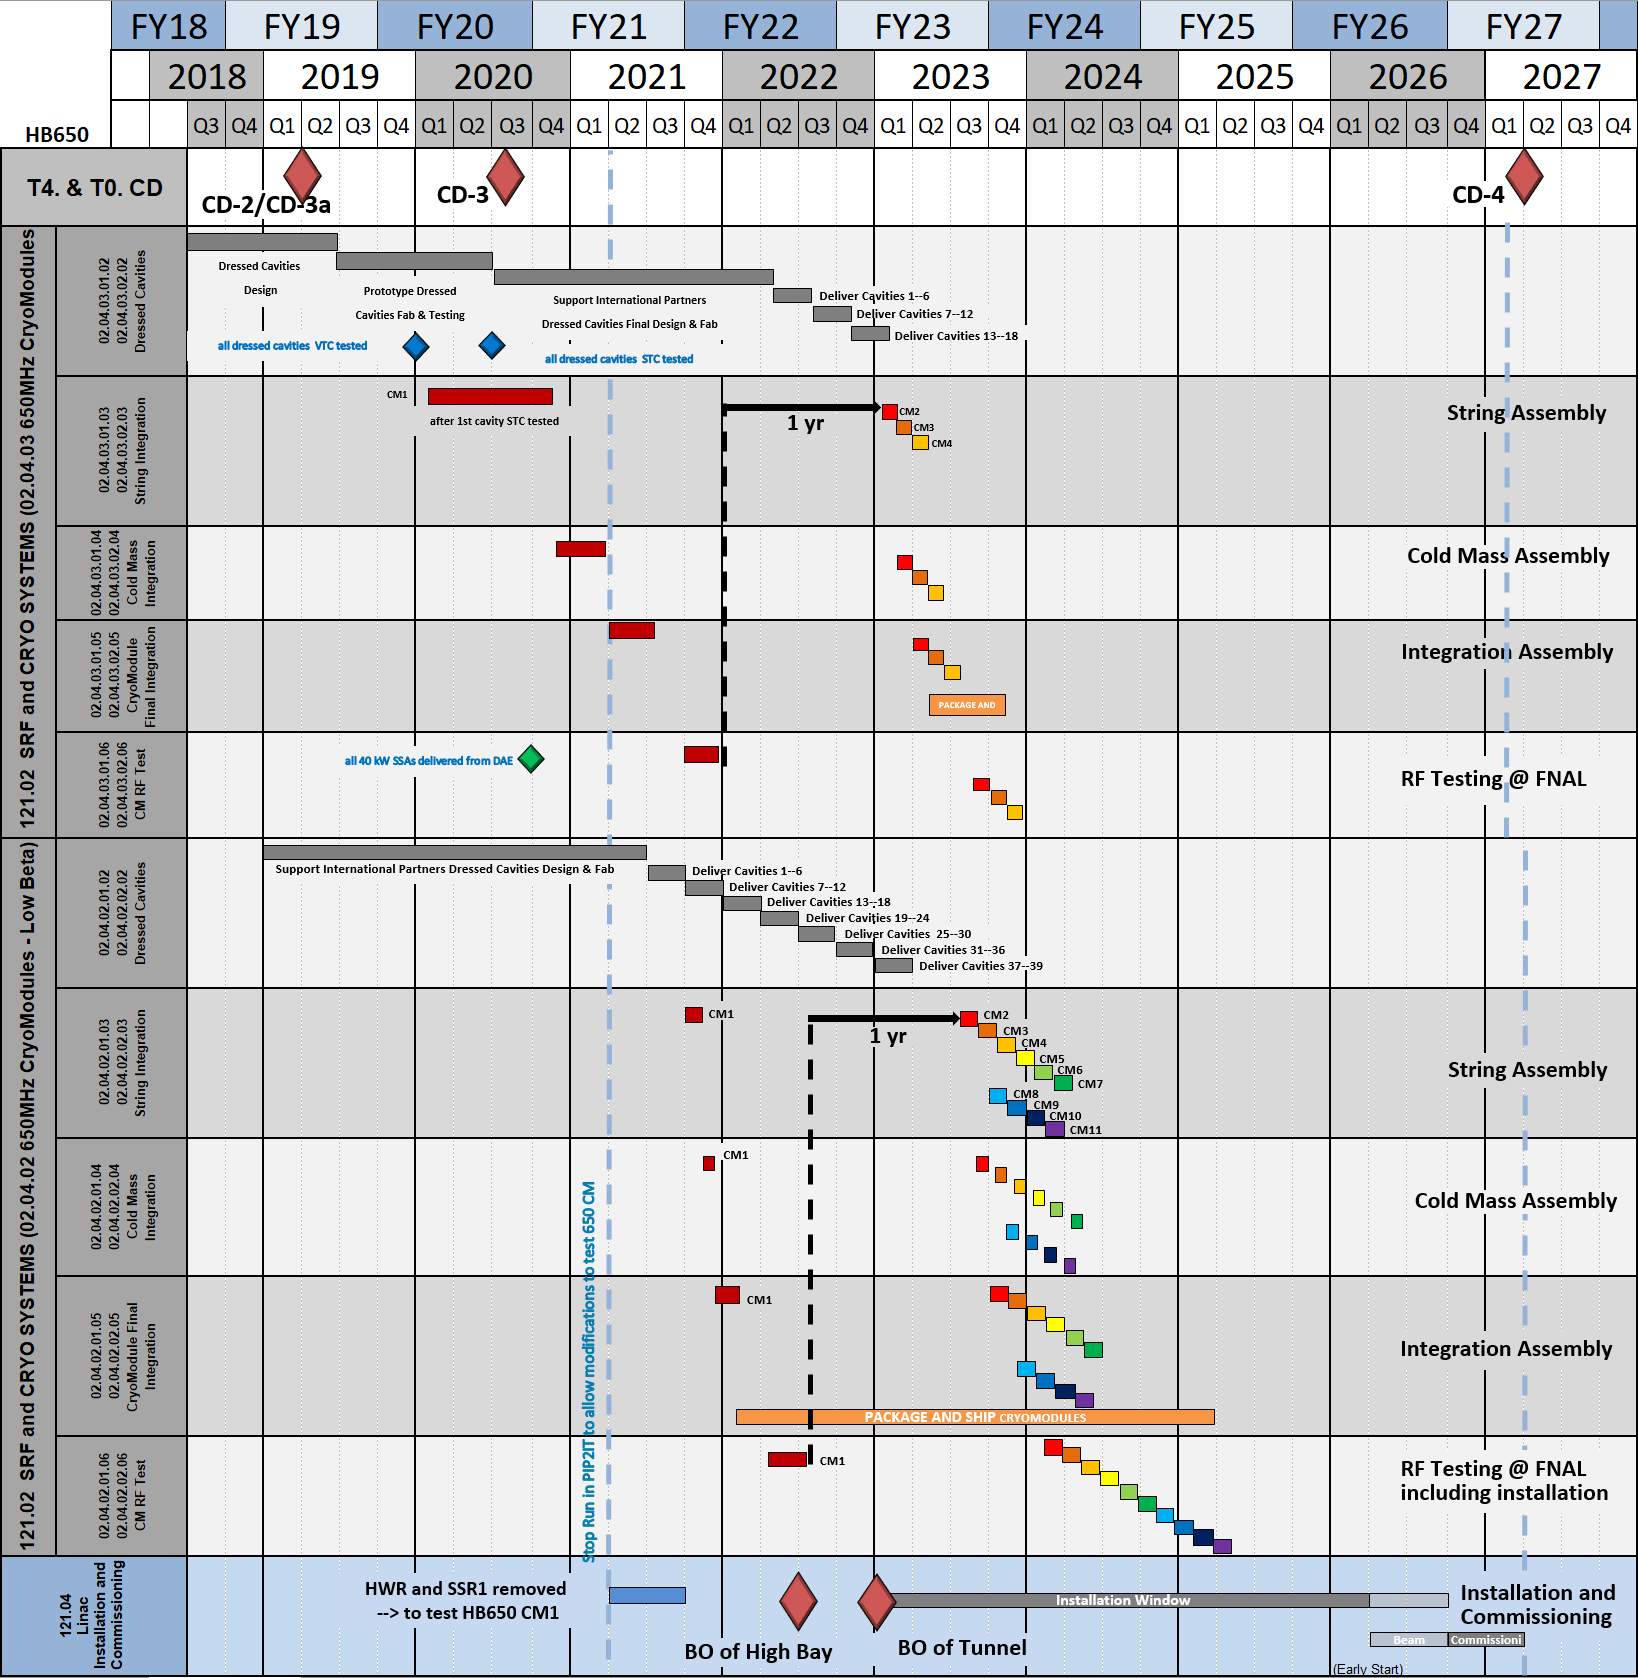 FY18 FY19 FY20 FY21 FY22 FY23 FY24 FY25 FY26 FY27
2018 2019 2020 2021 2022 2023 2024 2025 2026 2027
HB650 Q3 Q4 Q1 Q2 Q3 Q4 Q1 Q2 Q3 Q4 Q1 Q2 Q3 Q4 Q1 Q2 Q3 Q4 Q1 Q2 Q3 Q4 Q1 Q2 Q3 Q4 Q1 Q2 Q3 Q4 Q1 Q2 Q3 Q4 Q1 Q2 Q3 Q4
T4. & T0. CD
CD-2/CD-3a
CD-3
CD-4
121.02 SRF and CRYO SYSTEMS (02.04.03 650MHz CryoModules
02.04.03.01.02
02.04.03.02.02
Dressed Cavities
Dressed Cavities
Design
Prototype Dressed
Cavities Fab & Testing
Support International Partners
Dressed Cavities Final Design & Fab
Deliver Cavities 1--6
Deliver Cavities 7--12
Deliver Cavities 13--18
all dressed cavities VTC tested
all dressed cavities STC tested
02.04.03.01.03
02.04.03.02.03
String Integration
CM1
after 1st cavity STC tested
1 yr
CM2
CM3
CM4
String Assembly
02.04.03.01.04
02.04.03.02.04
Cold Mass
Integration
Cold Mass Assembly
02.04.03.01.05
02.04.03.02.05
CryoModule
Final Integration
PACKAGE AND
Integration Assembly
02.04.03.01.06
02.04.03.02.06
CM RF Test
all 40 kW SSAs delivered from DAE
RF Testing @ FNAL
121.02 SRF and CRYO SYSTEMS (02.04.02 650MHz CryoModules - Low Beta)
02.04.02.01.02
02.04.02.02.02
Dressed Cavities
Support International Partners Dressed Cavities Design & Fab
Deliver Cavities 1--6
Deliver Cavities 7--12
Deliver Cavities 13--18
Deliver Cavities 19--24
Deliver Cavities 25--30
Deliver Cavities 31--36
Deliver Cavities 37--39
02.04.02.01.03
02.04.02.02.03
String Integration
CM1
1 yr
CM2
CM3
CM4
CM5
CM6
CM7
CM8
CM9
CM10
CM11
String Assembly
02.04.02.01.04
02.04.02.02.04
Cold Mass
Integration
CM1
Cold Mass Assembly
Stop Run in PIP2IT to allow modifications to test 650 CM
02.04.02.01.05
02.04.02.02.05
CryoModule Final
Integration
CM1
PACKAGE AND SHIP CRYOMODULES
Integration Assembly
02.04.02.01.06
02.04.02.02.06
CM RF Test
CM1
RF Testing @ FNAL
including installation
121.04
Linac
Installation and
Commissioning
HWR and SSR1 removed
--> to test HB650 CM1
BO of High Bay
BO of Tunnel
Installation Window
Installation and
Commissioning
Beam
Commissioni
(Early Start)